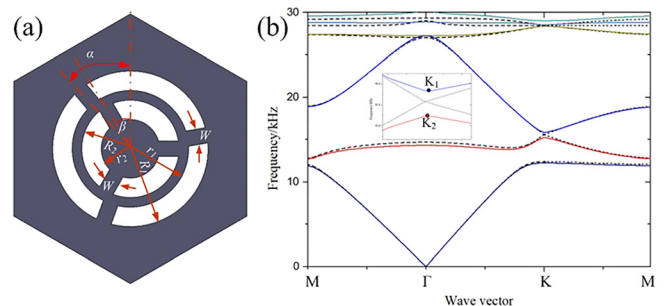 (a)
α
β
R₂
r₂
r₁
R₁
W
W
(b)
Frequency/kHz
30
20
10
0
K₁
K₂
M
Γ
K
M
Wave vector